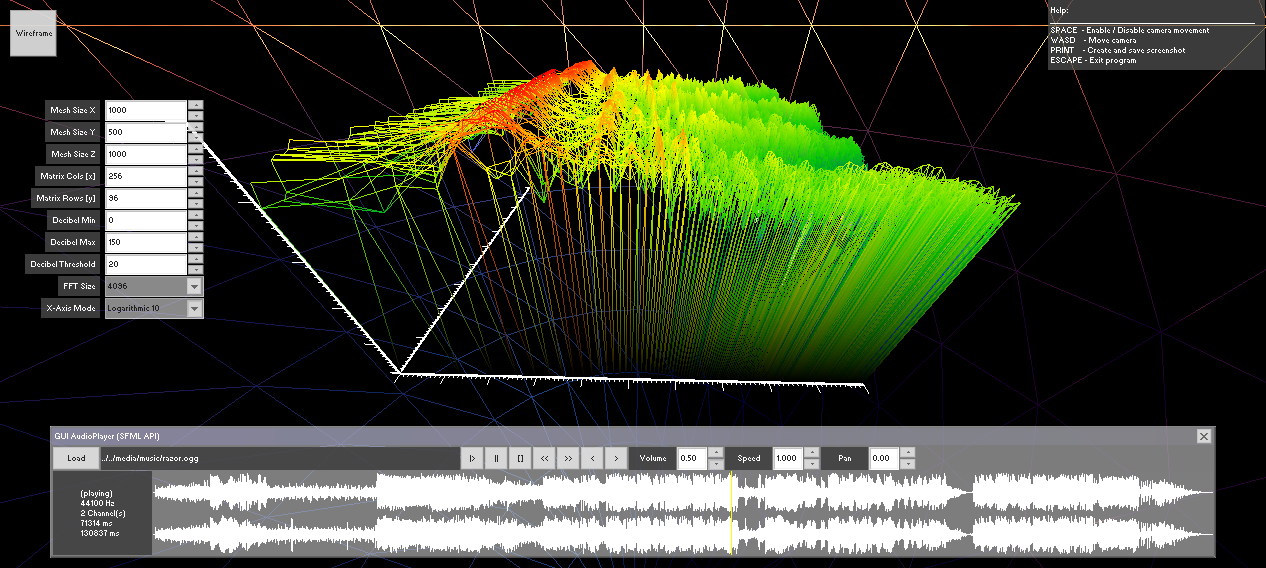 Wireframe
Help:
SPACE - Enable / Disable camera movement
WASD - Move camera
PRINT - Create and save screenshot
ESCAPE - Exit program
Mesh Size X 1000
Mesh Size Y 500
Mesh Size Z 1000
Matrix Cols [x] 256
Matrix Rows [y] 96
Decibel Min 0
Decibel Max 150
Decibel Threshold 20
FFT Size 4096
X-Axis Mode Logarithmic 10
GUI AudioPlayer (SFML API)
Load ../../media/music/razor.ogg |> || [] << >> < > Volume 0.50 Speed 1.000 Pan 0.00
(playing)
44100 Hz
2 Channel(s)
71314 ms
130837 ms